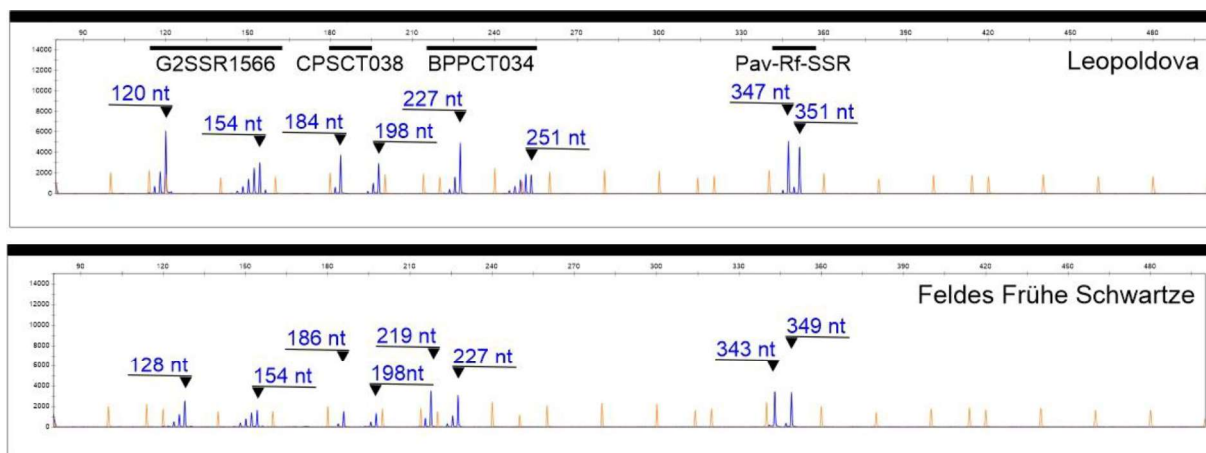 90 120 150 180 210 240 270 300 330 360 390 420 450 480
14000
12000
10000
8000
6000
4000
2000
0
G2SSR1566 CPSCT038 BPPCT034 Pav-Rf-SSR Leopoldova
120 nt 154 nt 184 nt 198 nt 227 nt 251 nt 347 nt 351 nt
90 120 150 180 210 240 270 300 330 360 390 420 450 480
14000
12000
10000
8000
6000
4000
2000
0
Feldes Frühe Schwartze
128 nt 154 nt 186 nt 198nt 219 nt 227 nt 343 nt 349 nt